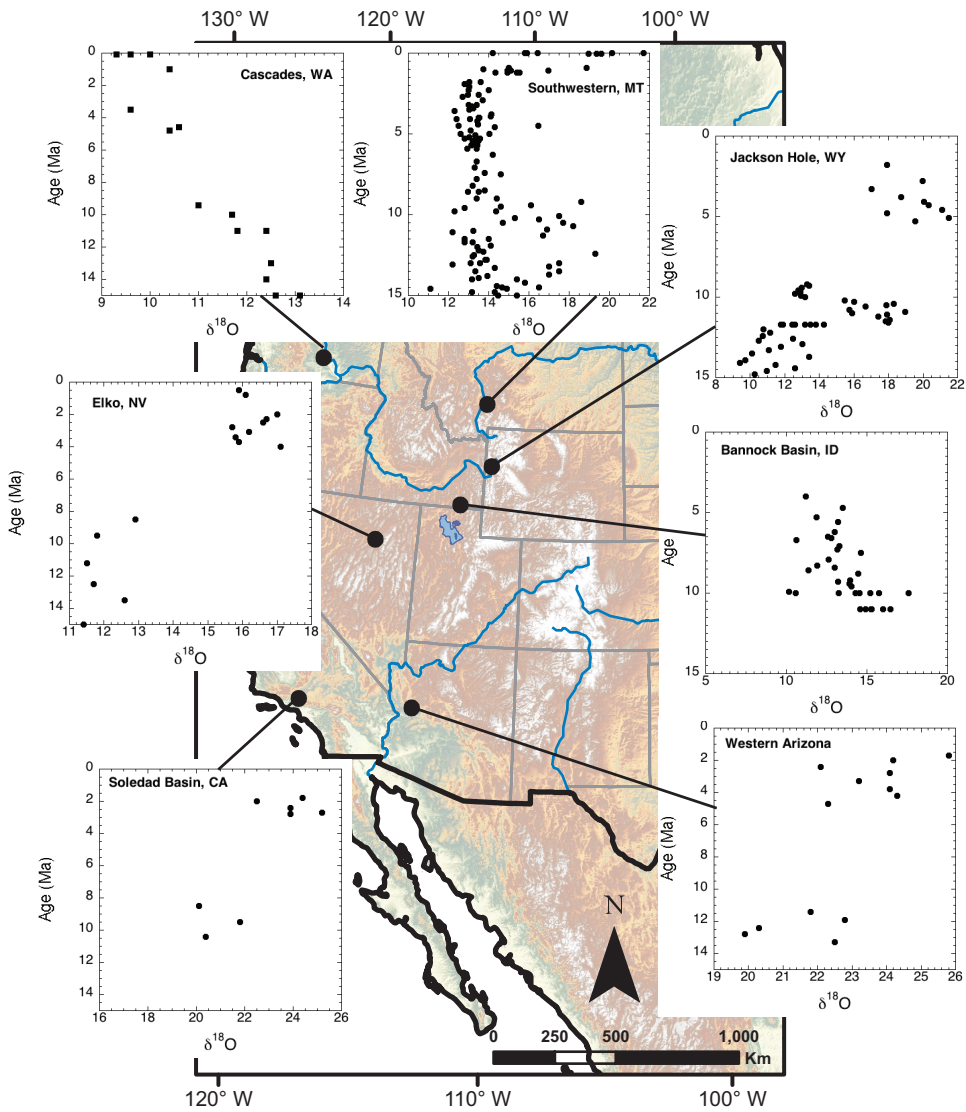 130° W 120° W 110° W 100° W
Cascades, WA
Age (Ma)
0
2
4
6
8
10
12
14
9 10 11 12 13 14
δ18O
Southwestern, MT
Age (Ma)
0
5
10
15
10 12 14 16 18 20 22
δ18O
Jackson Hole, WY
Age (Ma)
0
5
10
15
8 10 12 14 16 18 20 22
δ18O
Elko, NV
Age (Ma)
0
2
4
6
8
10
12
14
11 12 13 14 15 16 17 18
δ18O
Bannock Basin, ID
Age (Ma)
0
5
10
15
5 10 15 20
δ18O
Soledad Basin, CA
Age (Ma)
0
2
4
6
8
10
12
14
16 18 20 22 24 26
δ18O
Western Arizona
Age (Ma)
0
2
4
6
8
10
12
14
19 20 21 22 23 24 25 26
δ18O
N
0 250 500 1,000
Km
120° W 110° W 100° W